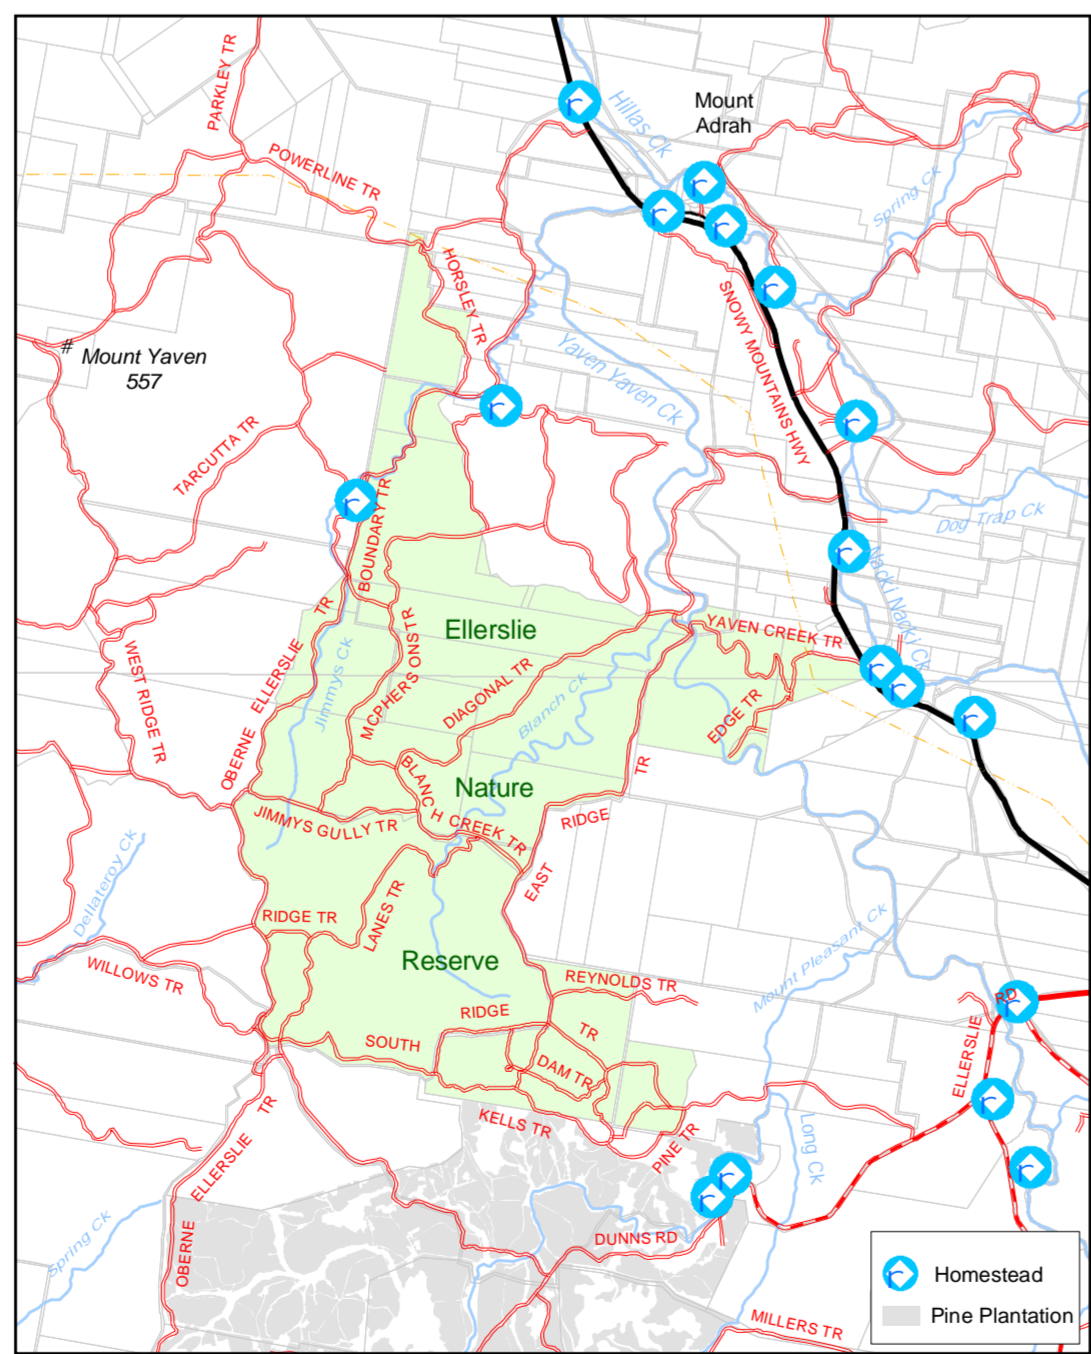 PARKLEY TR
POWERLINE TR
Hillas Ck
Mount
Adrah
Spring Ck
HORSLEY TR
SNOWY MOUNTAINS HWY
#
Mount Yaven
557
Yaven Yaven Ck
TARCUTTA TR
BOUNDARY TR
Dog Trap Ck
Nacki Nacki Ck
OBERNE ELLERSLIE TR
Jimmys Ck
MCPHERSONS TR
Ellerslie
YAVEN CREEK TR
WEST RIDGE TR
DIAGONAL TR
Blanch Ck
EDGE TR
Nature
BLANCH CREEK TR
JIMMYS GULLY TR
EAST RIDGE TR
Dellateroy Ck
LANES TR
RIDGE TR
Reserve
WILLOWS TR
REYNOLDS TR
Mount Pleasant Ck
SOUTH RIDGE TR
DAM TR
ELLERSLIE RD
KELLS TR
PINE TR
Long Ck
OBERNE ELLERSLIE TR
Spring Ck
DUNNS RD
MILLERS TR
Homestead
Pine Plantation